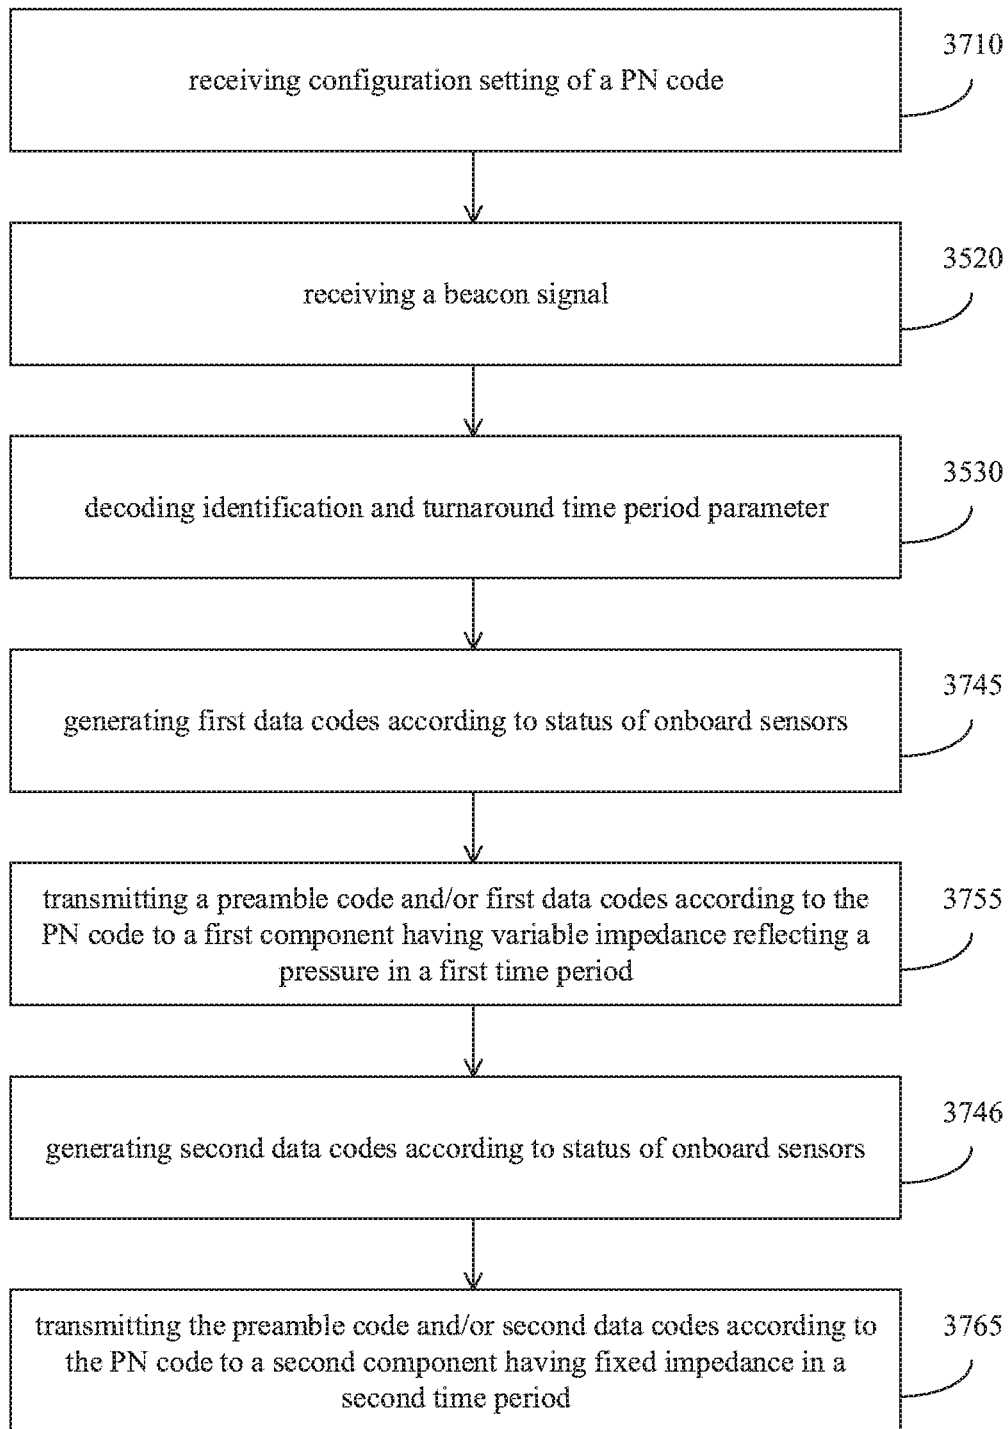 receiving configuration setting of a PN code
3710
receiving a beacon signal
3520
decoding identification and turnaround time period parameter
3530
generating first data codes according to status of onboard sensors
3745
transmitting a preamble code and/or first data codes according to the
PN code to a first component having variable impedance reflecting a
pressure in a first time period
3755
generating second data codes according to status of onboard sensors
3746
transmitting the preamble code and/or second data codes according to
the PN code to a second component having fixed impedance in a
second time period
3765